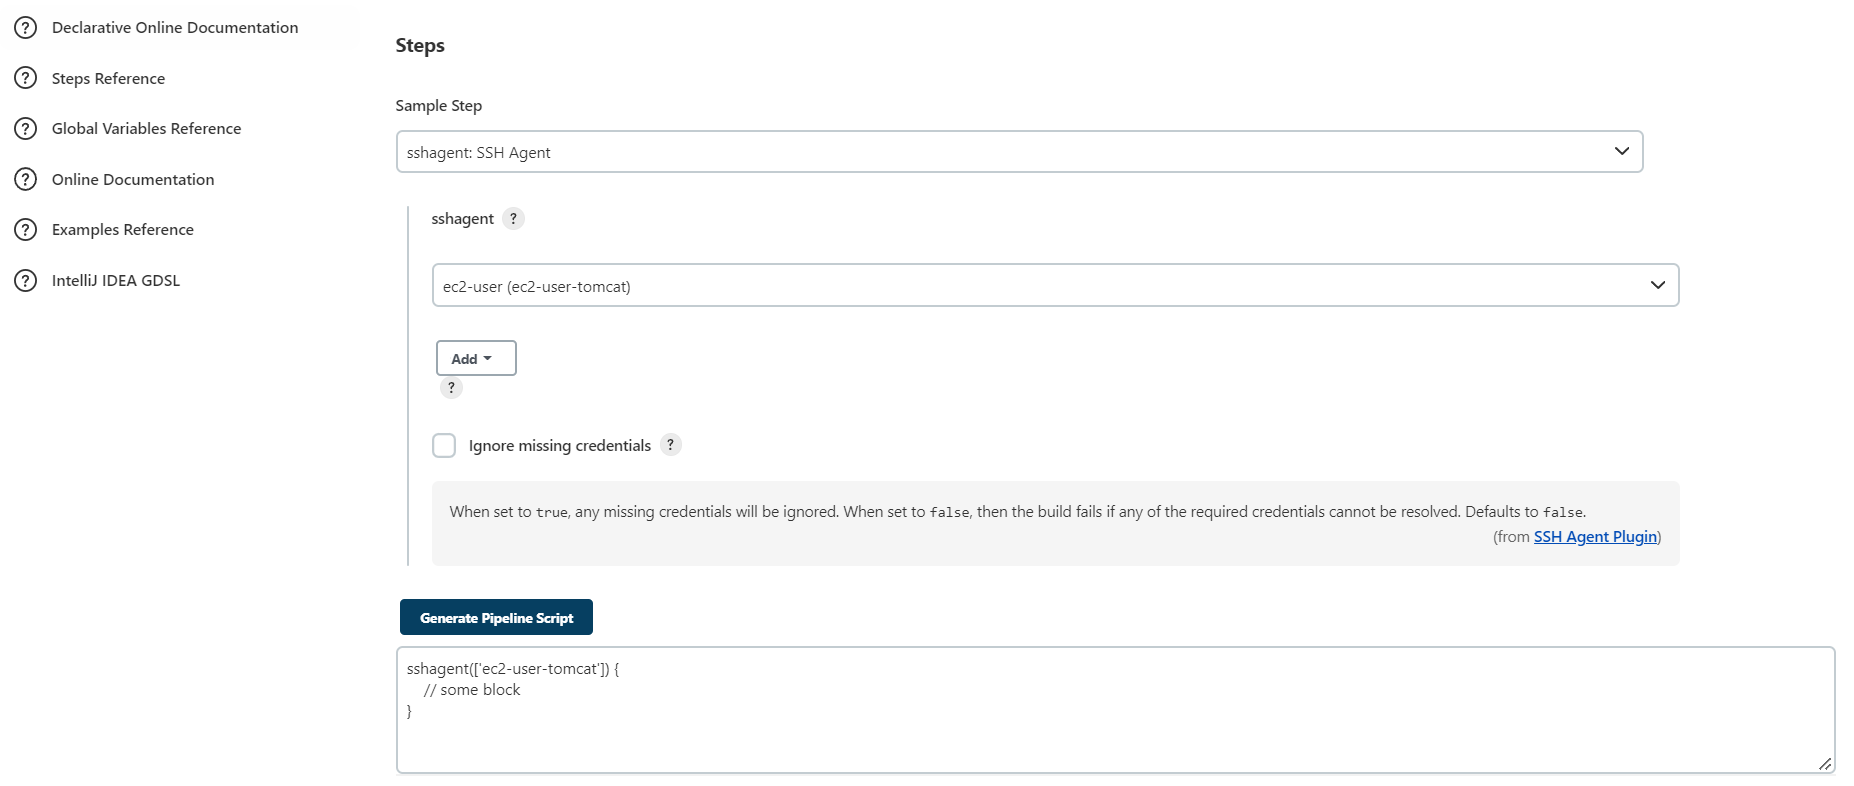 Declarative Online Documentation
Steps Reference
Global Variables Reference
Online Documentation
Examples Reference
IntelliJ IDEA GDSL
Steps
Sample Step
sshagent: SSH Agent
sshagent ?
ec2-user (ec2-user-tomcat)
Add
?
Ignore missing credentials ?
When set to true, any missing credentials will be ignored. When set to false, then the build fails if any of the required credentials cannot be resolved. Defaults to false.
(from SSH Agent Plugin)
Generate Pipeline Script
sshagent(['ec2-user-tomcat']) {
    // some block
}